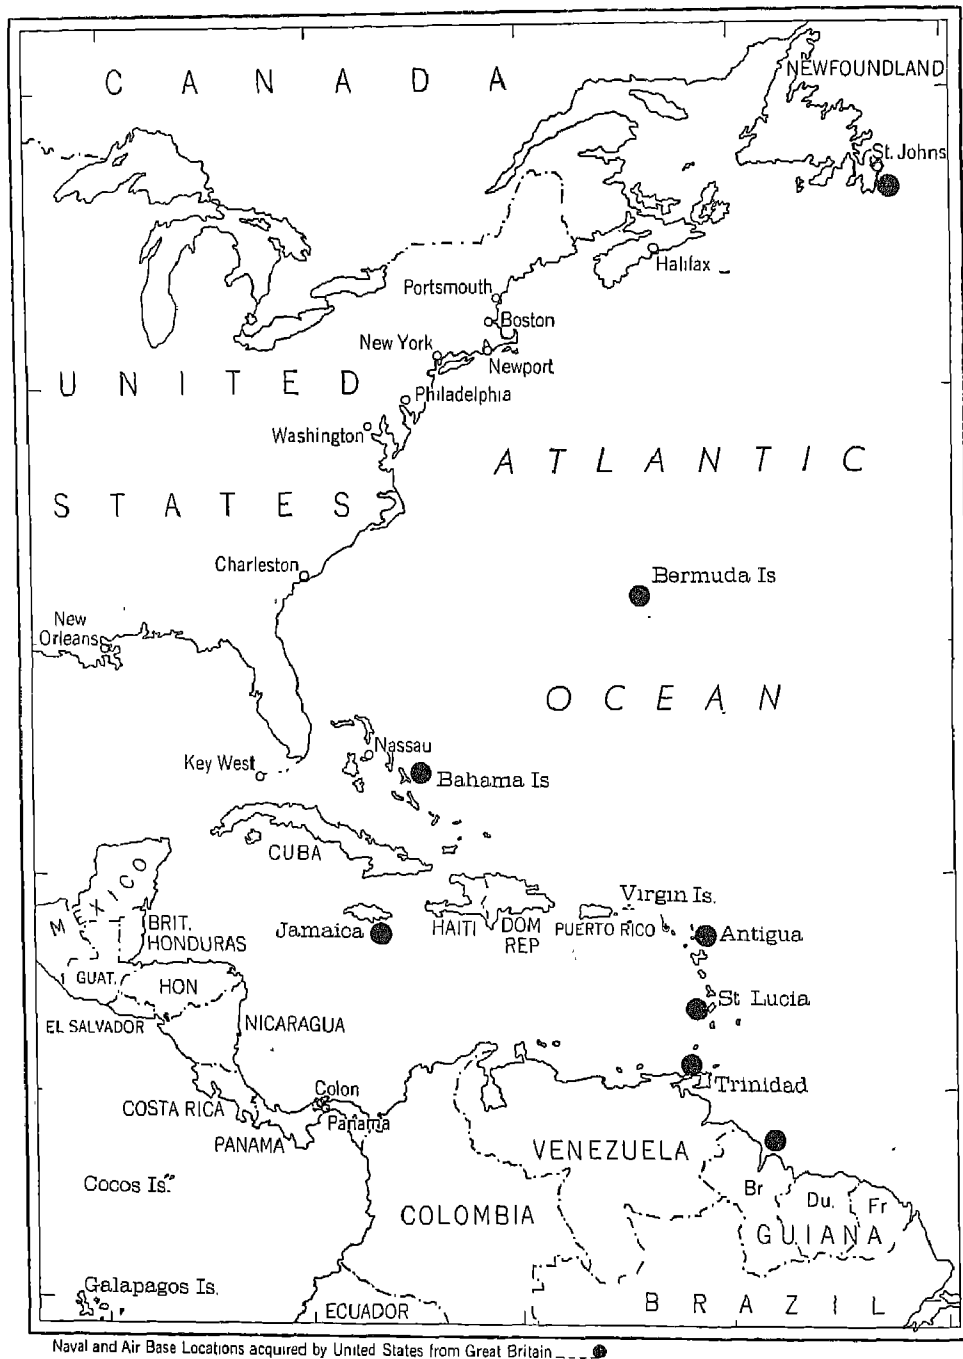 CANADA
NEWFOUNDLAND
St. Johns
Halifax
Portsmouth
Boston
New York
Newport
UNITED
Philadelphia
Washington
ATLANTIC
STATES
Charleston
Bermuda Is
New
Orleans
OCEAN
Nassau
Key West
Bahama Is
CUBA
MEXICO
Virgin Is.
BRIT.
HONDURAS
Jamaica
HAITI
DOM
REP
PUERTO RICO
Antigua
GUAT.
HON
St Lucia
EL SALVADOR
NICARAGUA
Colon
Trinidad
COSTA RICA
Panama
PANAMA
VENEZUELA
Cocos Is.
Br
Du.
Fr
COLOMBIA
GUIANA
Galapagos Is.
ECUADOR
BRAZIL
Naval and Air Base Locations acquired by United States from Great Britain